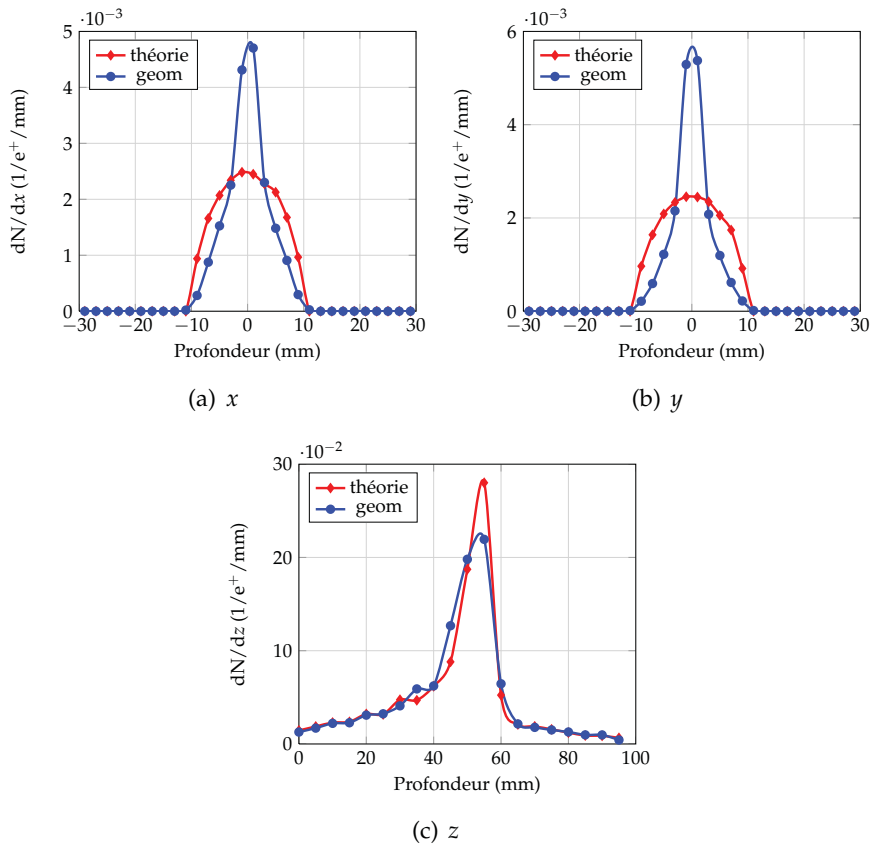 ·10⁻³
5
4
3
2
1
0
théorie
geom
dN/dx (1/e⁺/mm)
−30 −20 −10 0 10 20 30
Profondeur (mm)
(a) x
·10⁻³
6
4
2
0
théorie
geom
dN/dy (1/e⁺/mm)
−30 −20 −10 0 10 20 30
Profondeur (mm)
(b) y
·10⁻²
30
20
10
0
théorie
geom
dN/dz (1/e⁺/mm)
0 20 40 60 80 100
Profondeur (mm)
(c) z